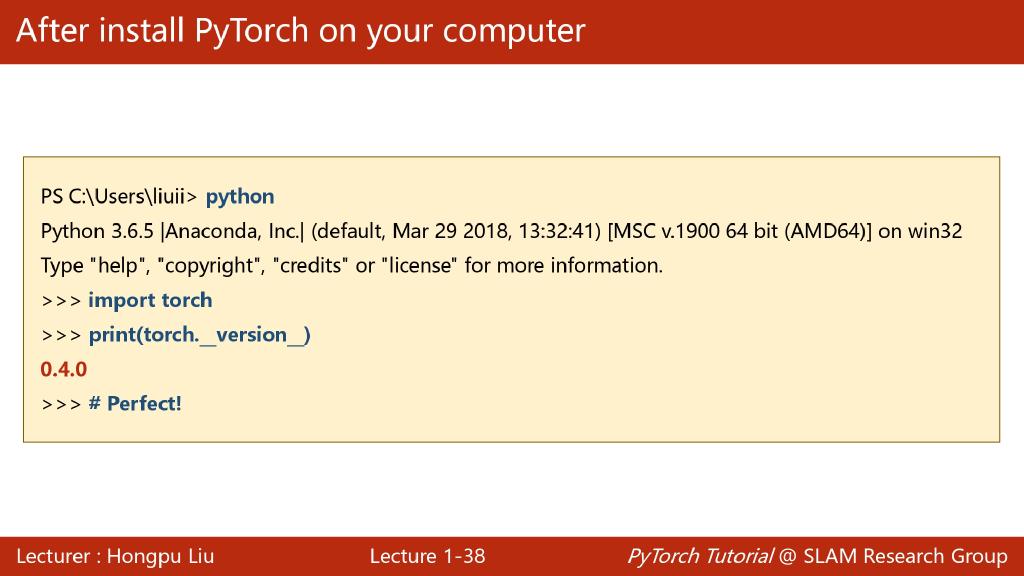 After install PyTorch on your computer
PS C:\Users\liuii> python
Python 3.6.5 |Anaconda, Inc.| (default, Mar 29 2018, 13:32:41) [MSC v.1900 64 bit (AMD64)] on win32
Type "help", "copyright", "credits" or "license" for more information.
>>> import torch
>>> print(torch.__version__)
0.4.0
>>> # Perfect!
Lecturer : Hongpu Liu Lecture 1-38 PyTorch Tutorial @ SLAM Research Group